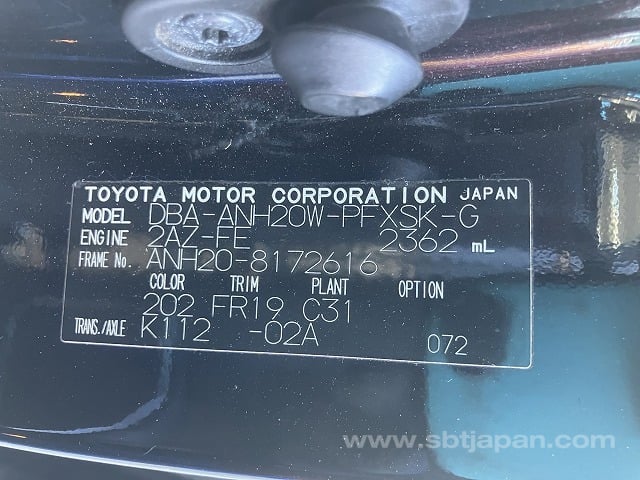 TOYOTA MOTOR CORPORATION JAPAN
MODEL DBA-ANH20W-PFXSK-G
ENGINE 2AZ-FE 2362 mL
FRAME No. ANH20-8172616
COLOR TRIM PLANT OPTION
202 FR19 C31
TRANS./AXLE K112 -02A
072
www.sbtjapan.com